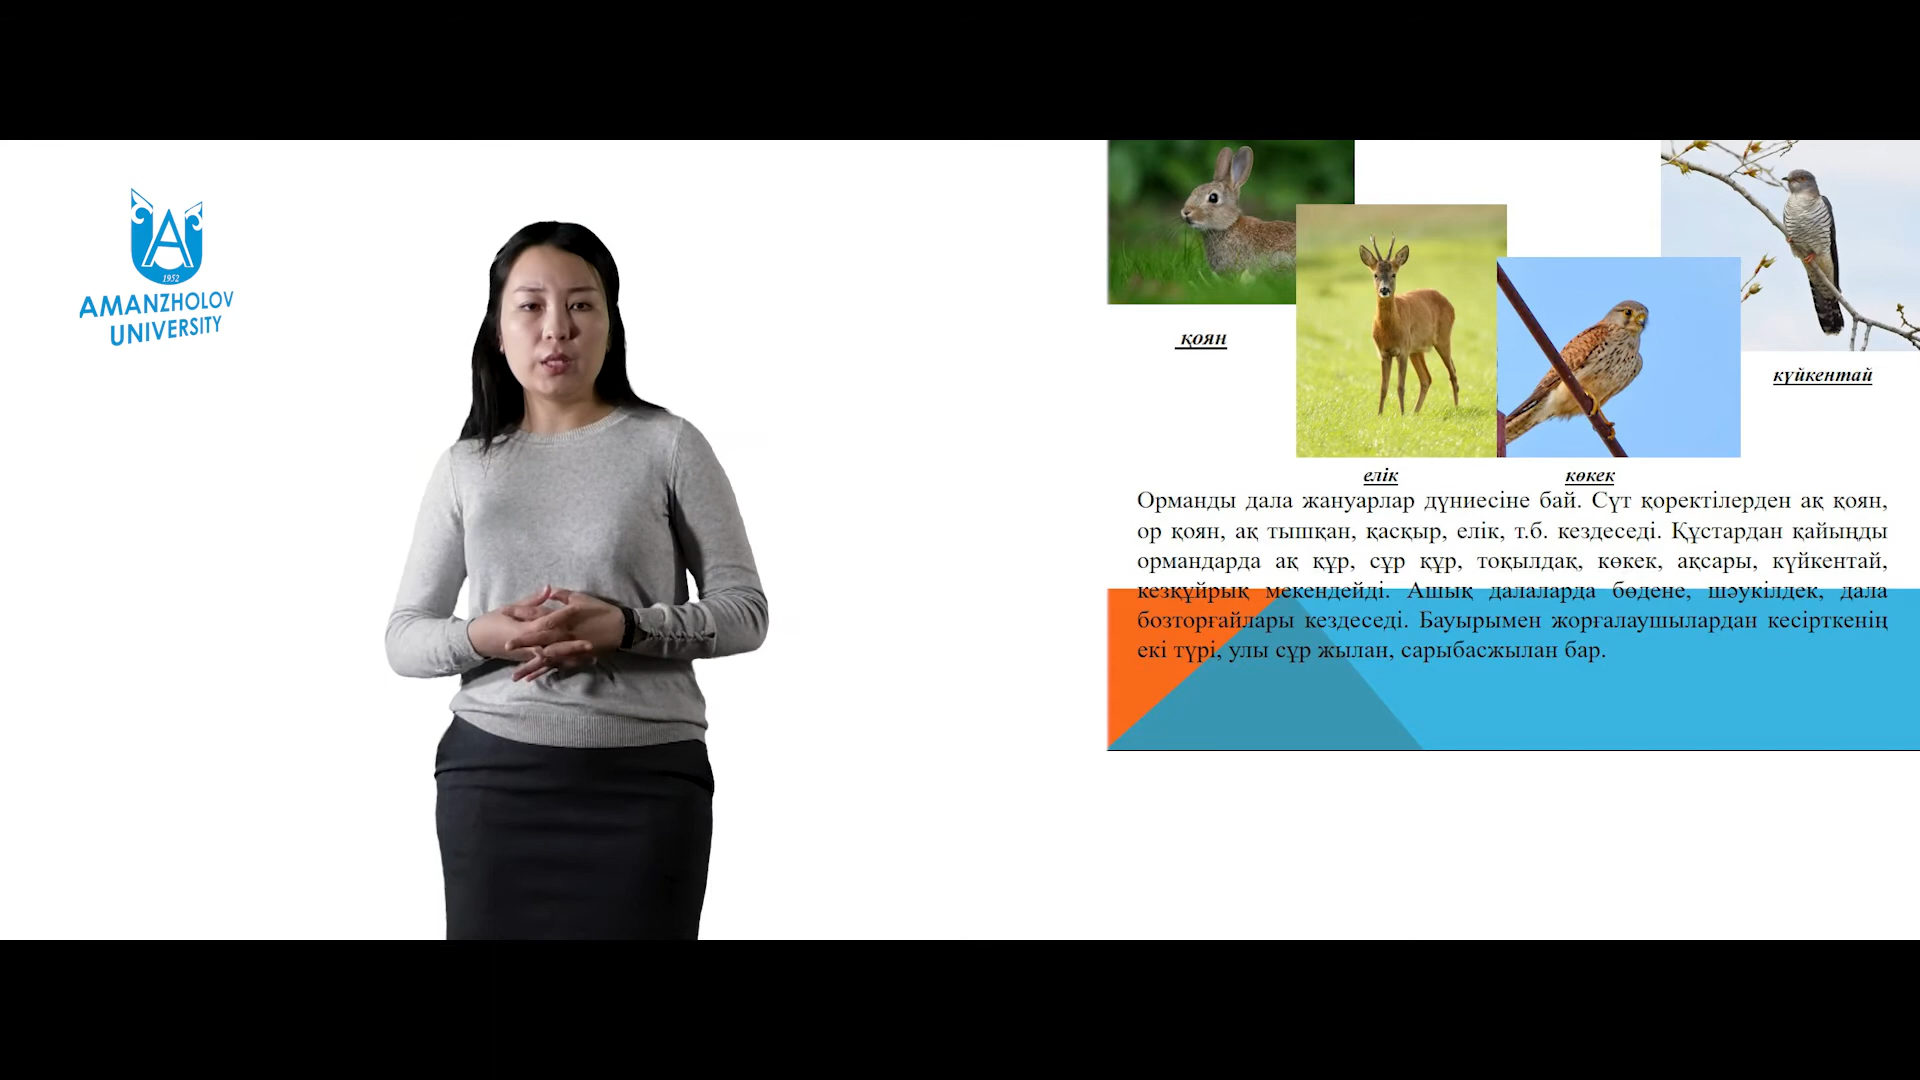 1952
AMANZHOLOV
UNIVERSITY
қоян
күйкентай
елік
көкек
Орманды дала жануарлар дүниесіне бай. Сүт қоректілерден ақ қоян,
ор қоян, ақ тышқан, қасқыр, елік, т.б. кездеседі. Құстардан қайыңды
ормандарда ақ құр, сұр құр, тоқылдақ, көкек, ақсары, күйкентай,
кезқұйрық мекендейді. Ашық далаларда бөдене, шәукілдек, дала
бозторғайлары кездеседі. Бауырымен жорғалаушылардан кесірткенің
екі түрі, улы сұр жылан, сарыбасжылан бар.